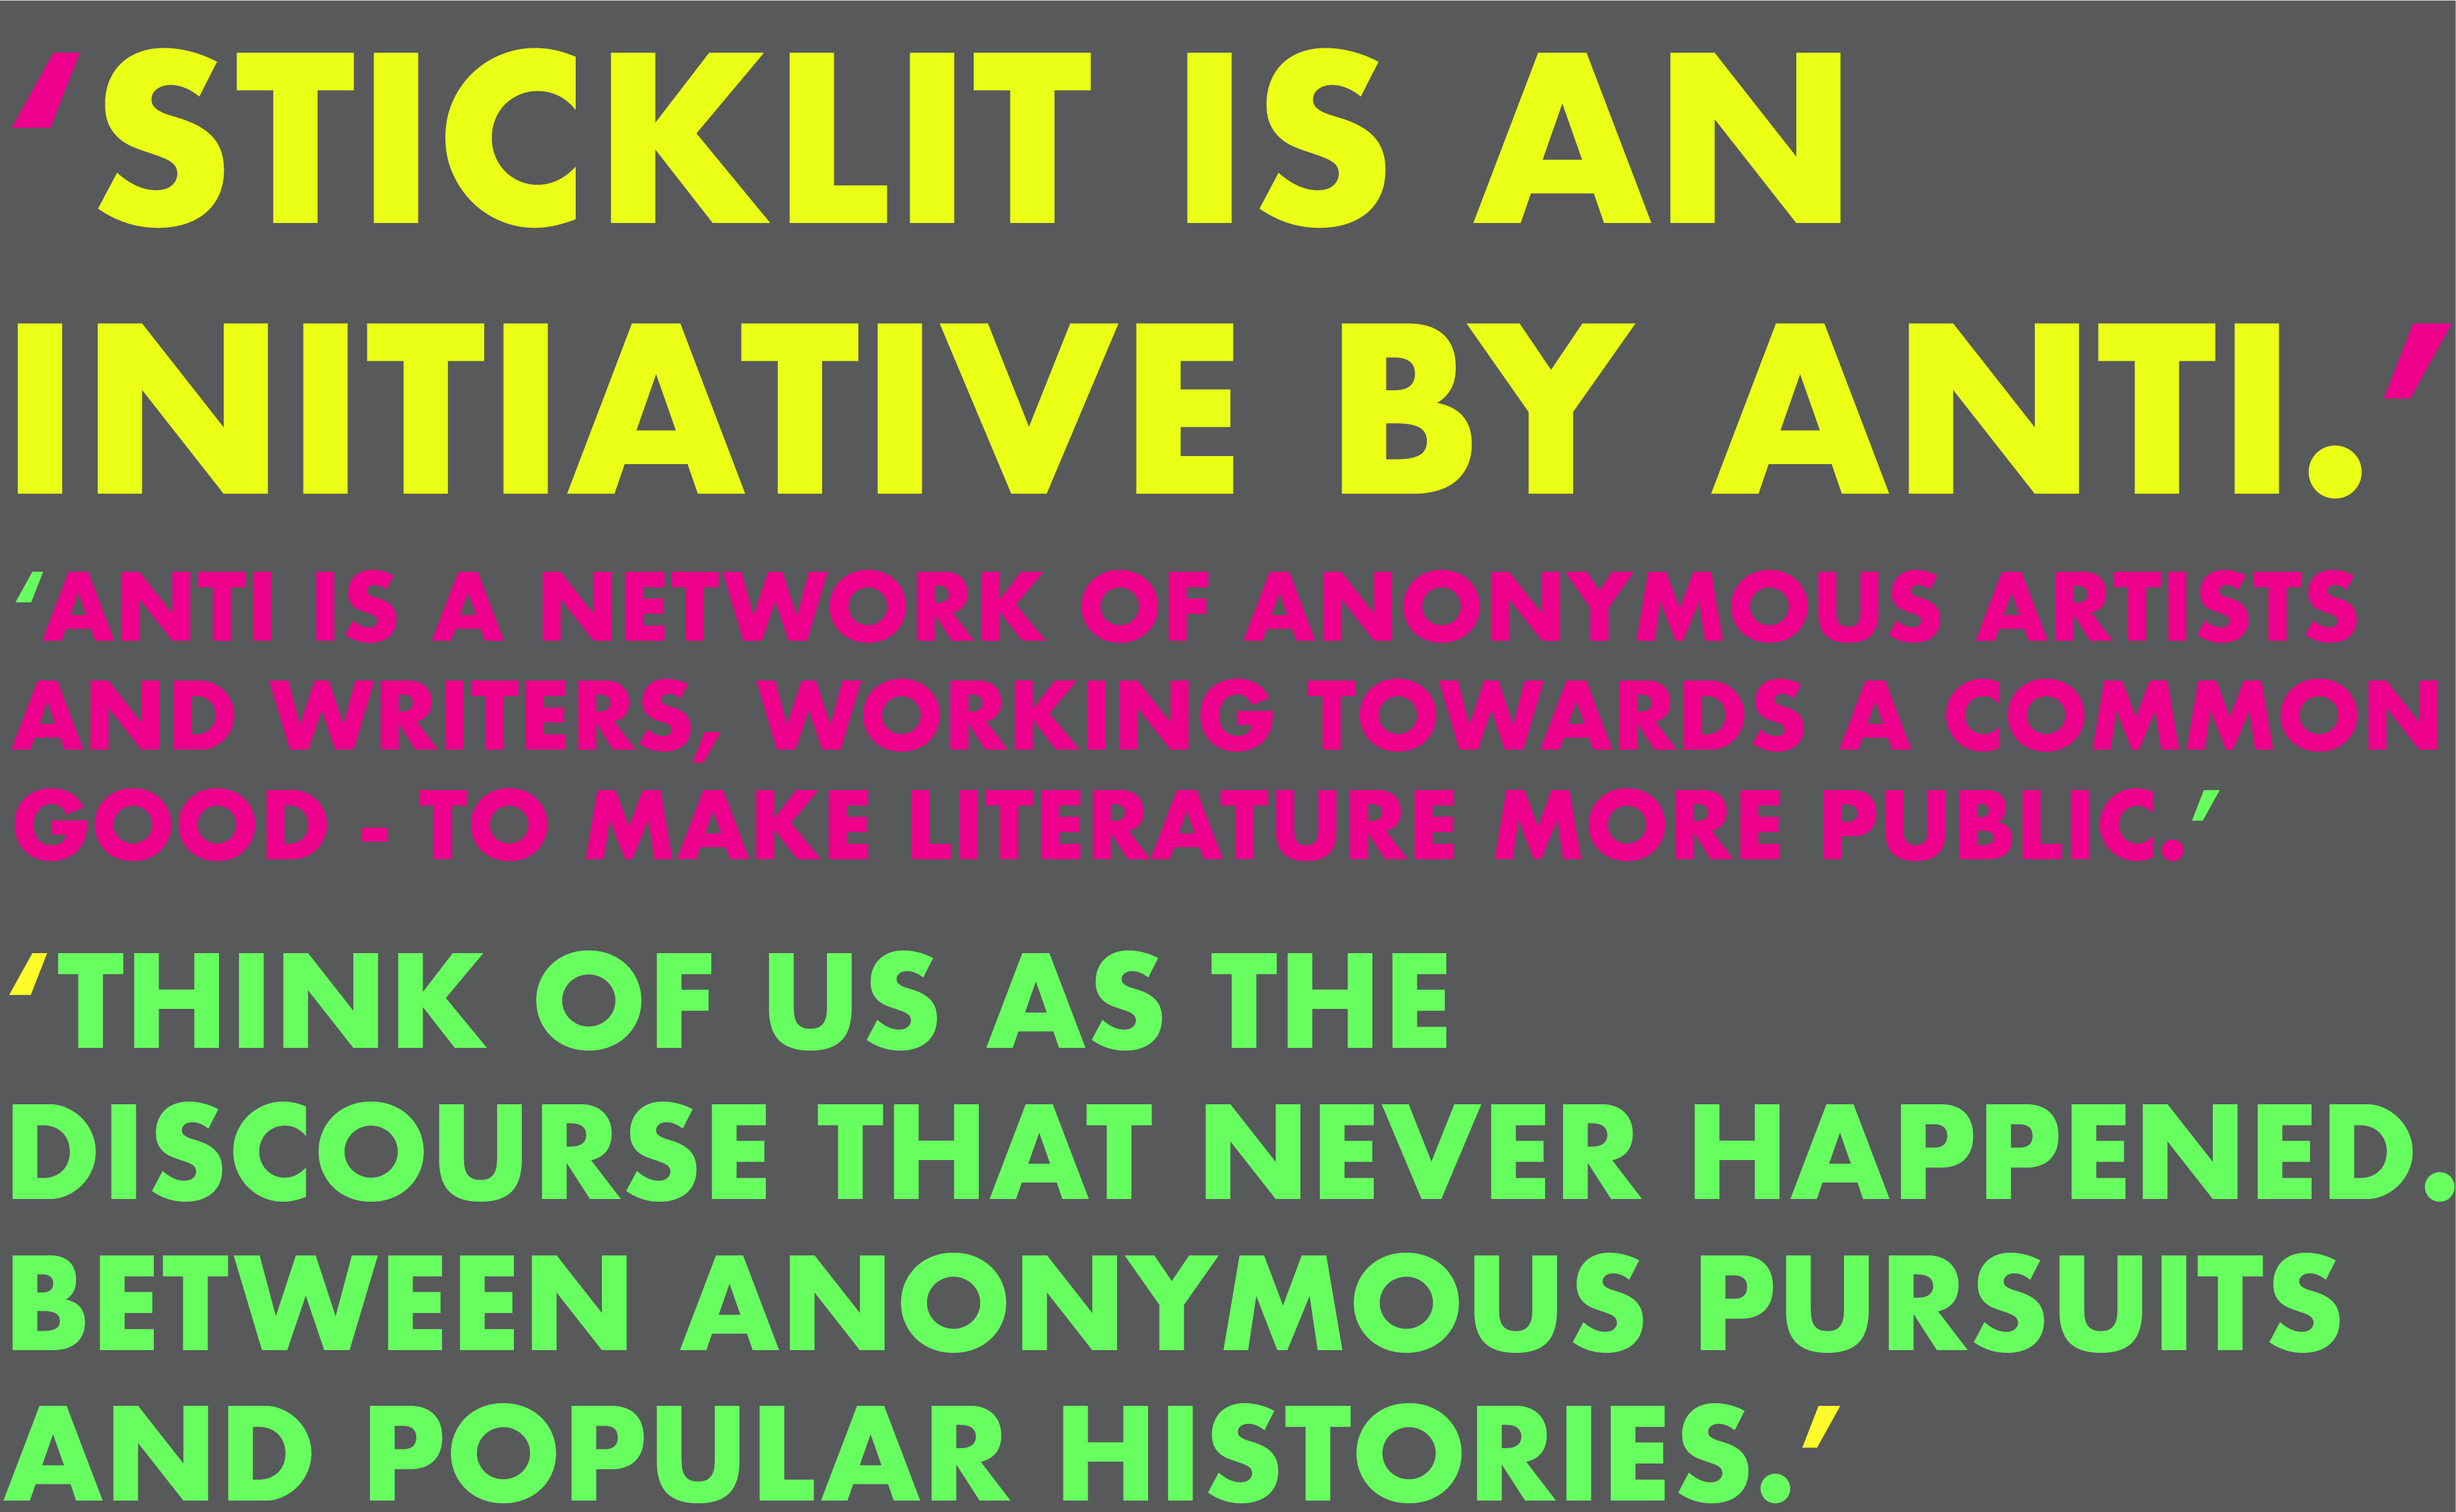 'STICKLIT IS AN
INITIATIVE BY ANTI.'
'ANTI IS A NETWORK OF ANONYMOUS ARTISTS
AND WRITERS, WORKING TOWARDS A COMMON
GOOD - TO MAKE LITERATURE MORE PUBLIC.'
'THINK OF US AS THE
DISCOURSE THAT NEVER HAPPENED.
BETWEEN ANONYMOUS PURSUITS
AND POPULAR HISTORIES.'